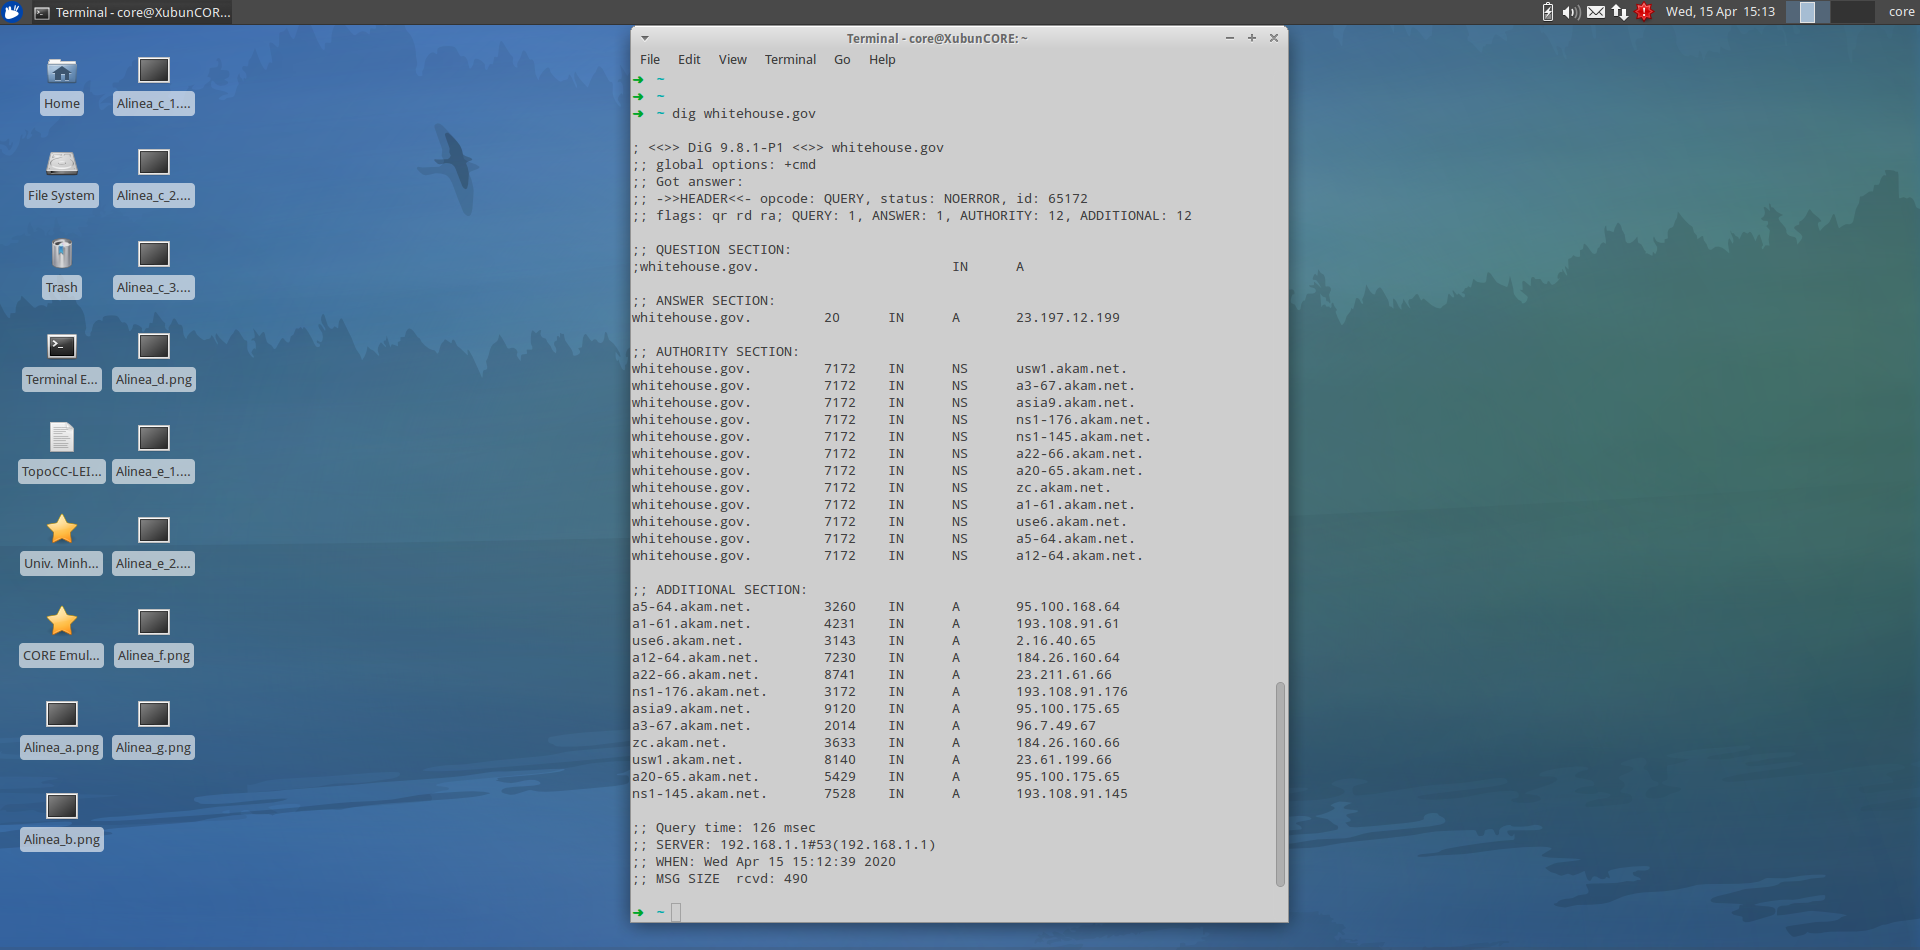 Terminal - core@XubunCOR...
Wed, 15 Apr 15:13
core
Home
File System
Trash
Terminal E...
TopoCC-LEI...
Univ. Minh...
CORE Emul...
Alinea_a.png
Alinea_b.png
Alinea_c_1....
Alinea_c_2....
Alinea_c_3....
Alinea_d.png
Alinea_e_1....
Alinea_e_2....
Alinea_f.png
Alinea_g.png
Terminal - core@XubunCORE: ~
File Edit View Terminal Go Help
➜ ~
➜ ~
➜ ~ dig whitehouse.gov
; <<>> DiG 9.8.1-P1 <<>> whitehouse.gov
;; global options: +cmd
;; Got answer:
;; ->>HEADER<<- opcode: QUERY, status: NOERROR, id: 65172
;; flags: qr rd ra; QUERY: 1, ANSWER: 1, AUTHORITY: 12, ADDITIONAL: 12
;; QUESTION SECTION:
;whitehouse.gov. IN A
;; ANSWER SECTION:
whitehouse.gov. 20 IN A 23.197.12.199
;; AUTHORITY SECTION:
whitehouse.gov. 7172 IN NS usw1.akam.net.
whitehouse.gov. 7172 IN NS a3-67.akam.net.
whitehouse.gov. 7172 IN NS asia9.akam.net.
whitehouse.gov. 7172 IN NS ns1-176.akam.net.
whitehouse.gov. 7172 IN NS ns1-145.akam.net.
whitehouse.gov. 7172 IN NS a22-66.akam.net.
whitehouse.gov. 7172 IN NS a20-65.akam.net.
whitehouse.gov. 7172 IN NS zc.akam.net.
whitehouse.gov. 7172 IN NS a1-61.akam.net.
whitehouse.gov. 7172 IN NS use6.akam.net.
whitehouse.gov. 7172 IN NS a5-64.akam.net.
whitehouse.gov. 7172 IN NS a12-64.akam.net.
;; ADDITIONAL SECTION:
a5-64.akam.net. 3260 IN A 95.100.168.64
a1-61.akam.net. 4231 IN A 193.108.91.61
use6.akam.net. 3143 IN A 2.16.40.65
a12-64.akam.net. 7230 IN A 184.26.160.64
a22-66.akam.net. 8741 IN A 23.211.61.66
ns1-176.akam.net. 3172 IN A 193.108.91.176
asia9.akam.net. 9120 IN A 95.100.175.65
a3-67.akam.net. 2014 IN A 96.7.49.67
zc.akam.net. 3633 IN A 184.26.160.66
usw1.akam.net. 8140 IN A 23.61.199.66
a20-65.akam.net. 5429 IN A 95.100.175.65
ns1-145.akam.net. 7528 IN A 193.108.91.145
;; Query time: 126 msec
;; SERVER: 192.168.1.1#53(192.168.1.1)
;; WHEN: Wed Apr 15 15:12:39 2020
;; MSG SIZE rcvd: 490
➜ ~